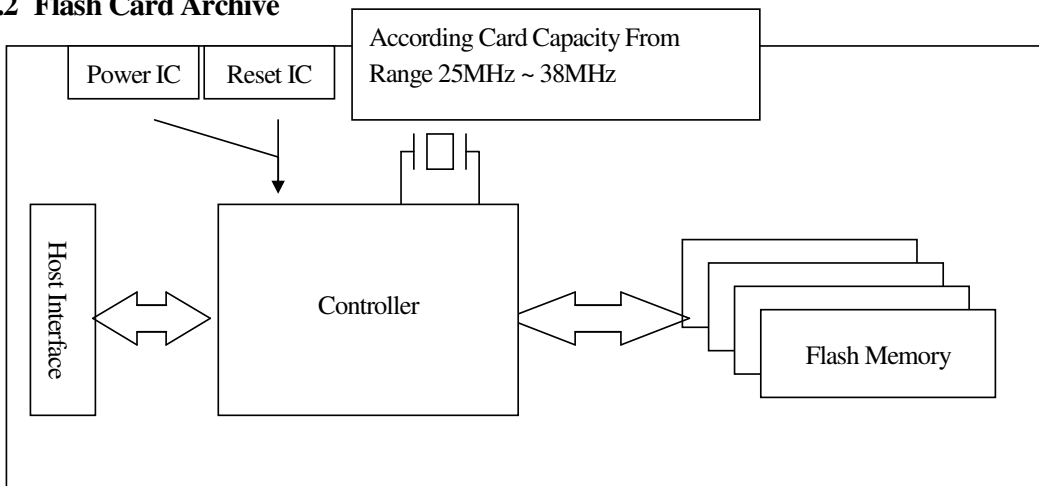 .2 Flash Card Archive
According Card Capacity From
Range 25MHz ~ 38MHz
Power IC
Reset IC
Host Interface
Controller
Flash Memory